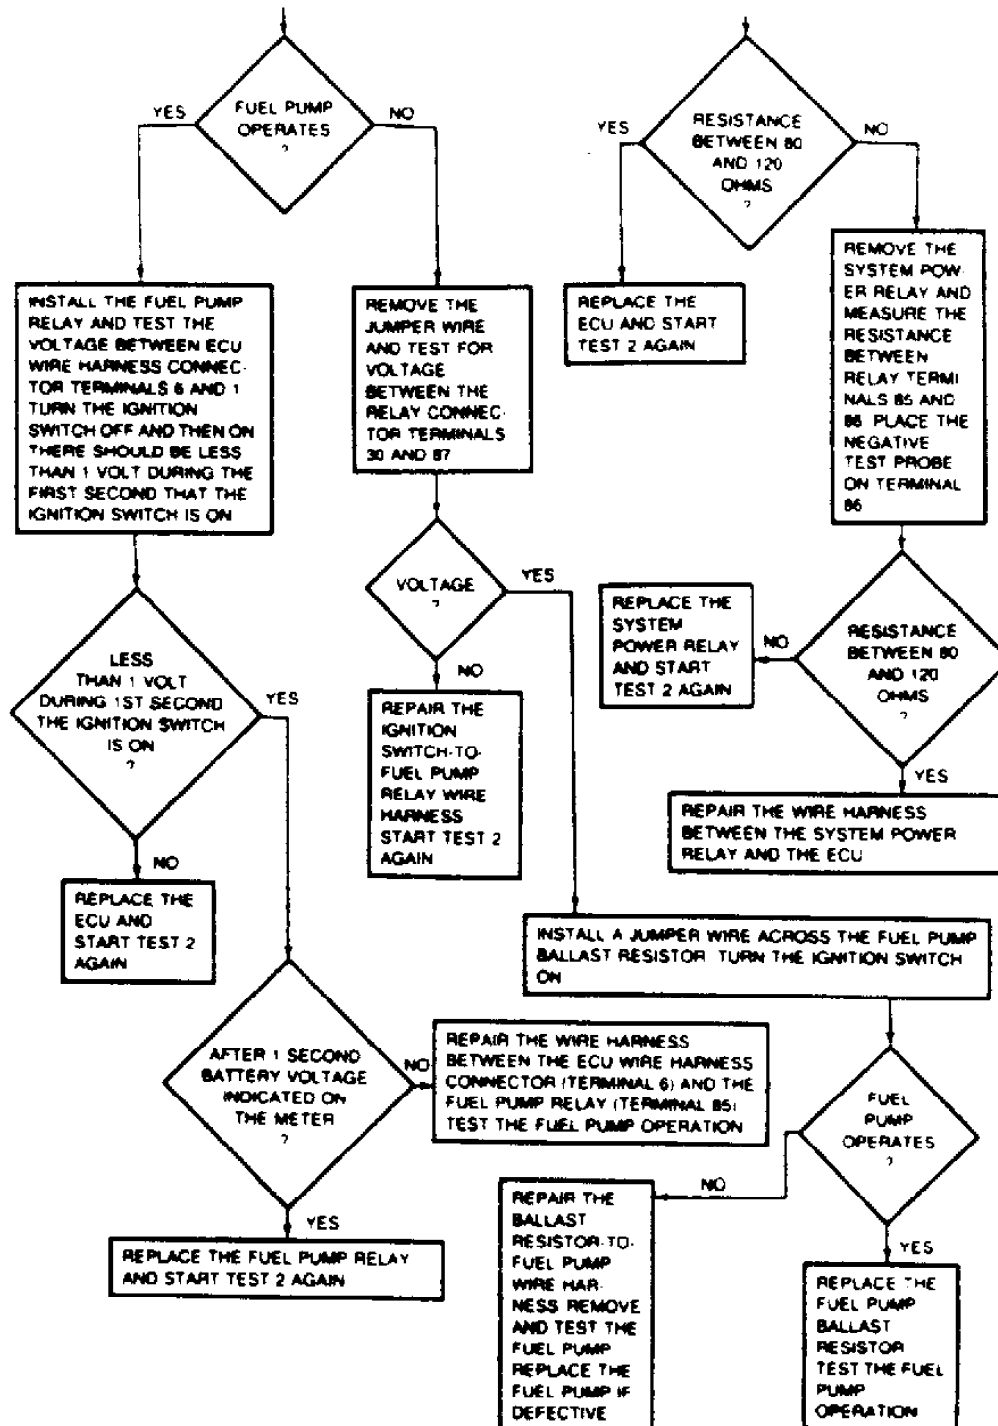 YES
FUEL PUMP
OPERATES
?
NO
INSTALL THE FUEL PUMP
RELAY AND TEST THE
VOLTAGE BETWEEN ECU
WIRE HARNESS CONNEC-
TOR TERMINALS 6 AND 1
TURN THE IGNITION
SWITCH OFF AND THEN ON
THERE SHOULD BE LESS
THAN 1 VOLT DURING THE
FIRST SECOND THAT THE
IGNITION SWITCH IS ON
REMOVE THE
JUMPER WIRE
AND TEST FOR
VOLTAGE
BETWEEN THE
RELAY CONNEC-
TOR TERMINALS
30 AND 87
VOLTAGE
?
YES
NO
REPAIR THE
IGNITION
SWITCH-TO-
FUEL PUMP
RELAY WIRE
HARNESS
START TEST 2
AGAIN
LESS
THAN 1 VOLT
DURING 1ST SECOND
THE IGNITION SWITCH
IS ON
?
YES
NO
REPLACE THE
ECU AND
START TEST 2
AGAIN
AFTER 1 SECOND
BATTERY VOLTAGE
INDICATED ON
THE METER
?
NO
REPAIR THE WIRE HARNESS
BETWEEN THE ECU WIRE HARNESS
CONNECTOR (TERMINAL 6) AND THE
FUEL PUMP RELAY (TERMINAL 85)
TEST THE FUEL PUMP OPERATION
YES
REPLACE THE FUEL PUMP RELAY
AND START TEST 2 AGAIN
YES
RESISTANCE
BETWEEN 80
AND 120
OHMS
?
NO
REPLACE THE
ECU AND START
TEST 2 AGAIN
REMOVE THE
SYSTEM POW-
ER RELAY AND
MEASURE THE
RESISTANCE
BETWEEN
RELAY TERMI
NALS 85 AND
86 PLACE THE
NEGATIVE
TEST PROBE
ON TERMINAL
86
RESISTANCE
BETWEEN 80
AND 120
OHMS
?
NO
REPLACE THE
SYSTEM
POWER RELAY
AND START
TEST 2 AGAIN
YES
REPAIR THE WIRE HARNESS
BETWEEN THE SYSTEM POWER
RELAY AND THE ECU
INSTALL A JUMPER WIRE ACROSS THE FUEL PUMP
BALLAST RESISTOR TURN THE IGNITION SWITCH
ON
FUEL
PUMP
OPERATES
?
NO
REPAIR THE
BALLAST
RESISTOR-TO-
FUEL PUMP
WIRE HAR-
NESS REMOVE
AND TEST THE
FUEL PUMP
REPLACE THE
FUEL PUMP IF
DEFECTIVE
YES
REPLACE THE
FUEL PUMP
BALLAST
RESISTOR
TEST THE FUEL
PUMP
OPERATION